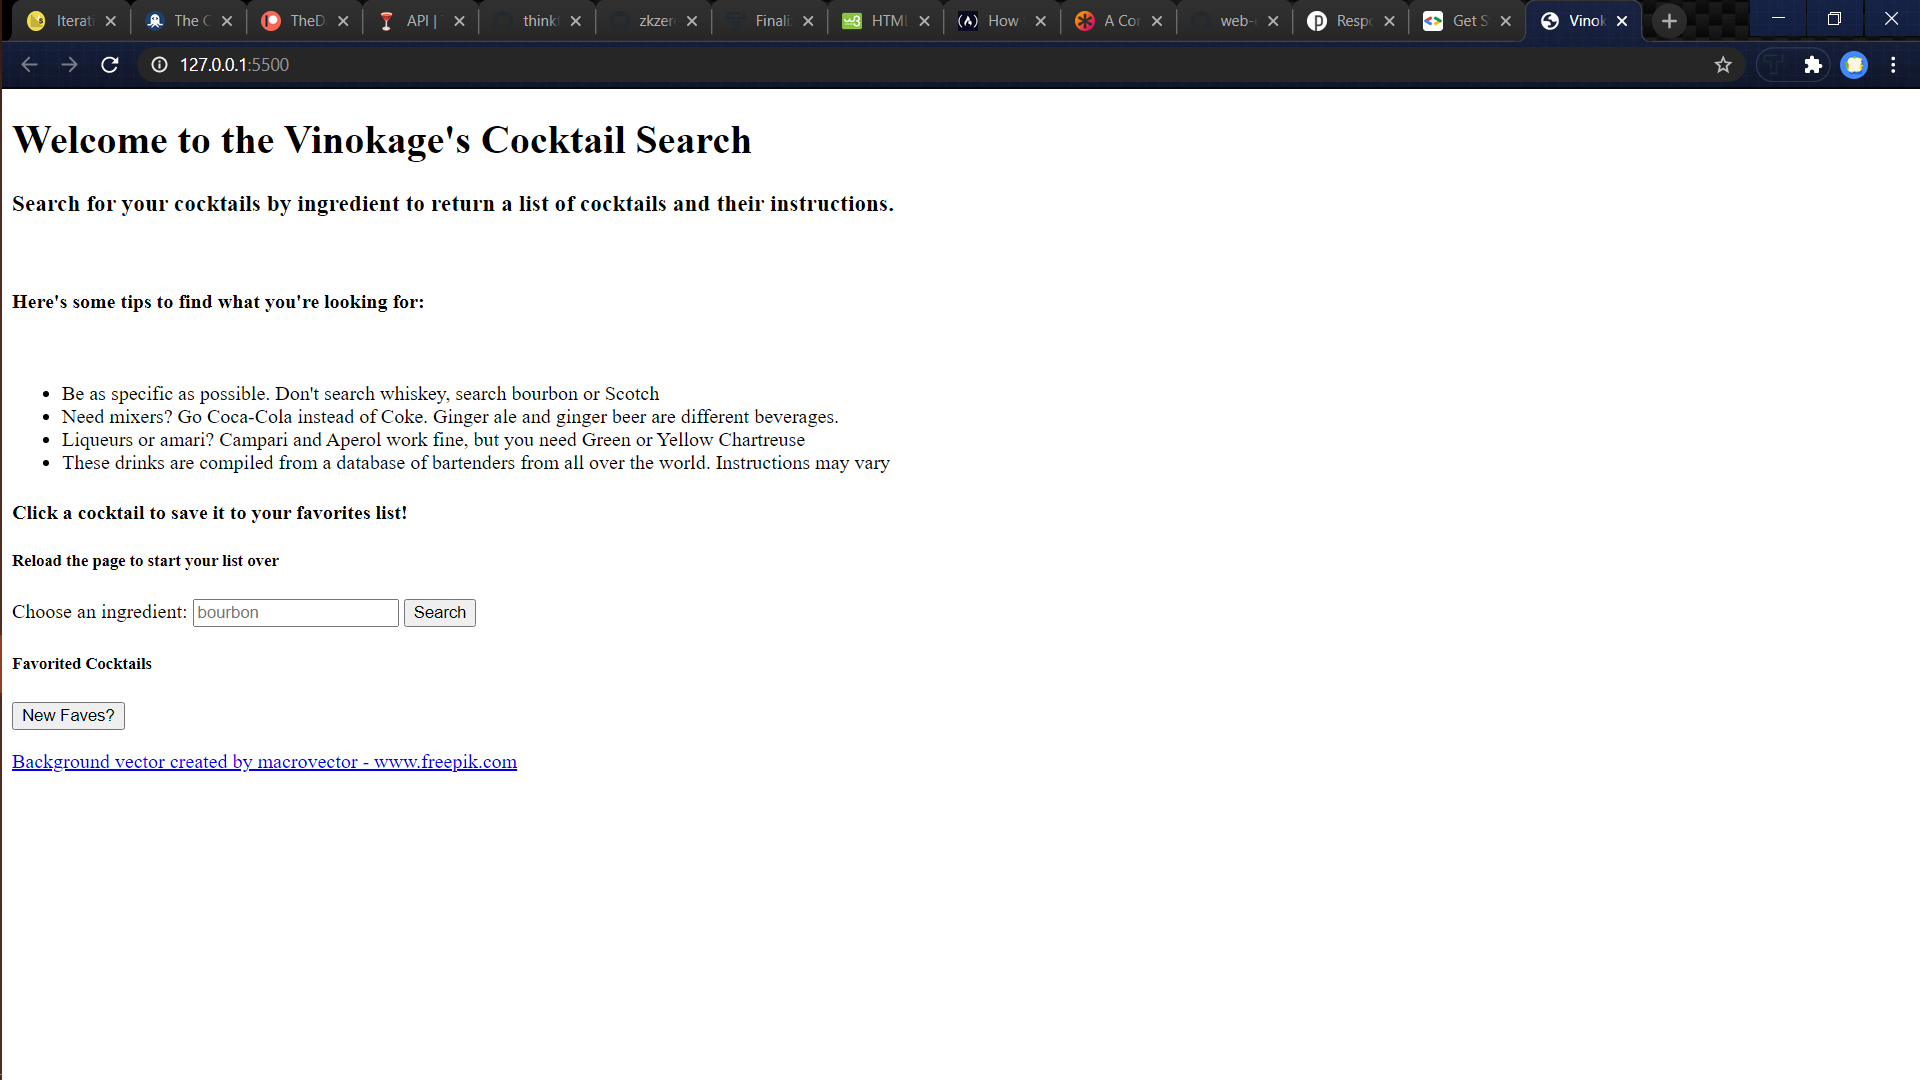 Iterati
The C
TheD
API |
think
zkzer
Finali
HTML
How
A Cor
web-
Respo
Get S
Vinok
127.0.0.1:5500
Welcome to the Vinokage's Cocktail Search
Search for your cocktails by ingredient to return a list of cocktails and their instructions.
Here's some tips to find what you're looking for:
Be as specific as possible. Don't search whiskey, search bourbon or Scotch
Need mixers? Go Coca-Cola instead of Coke. Ginger ale and ginger beer are different beverages.
Liqueurs or amari? Campari and Aperol work fine, but you need Green or Yellow Chartreuse
These drinks are compiled from a database of bartenders from all over the world. Instructions may vary
Click a cocktail to save it to your favorites list!
Reload the page to start your list over
Choose an ingredient: bourbon Search
Favorited Cocktails
New Faves?
Background vector created by macrovector - www.freepik.com